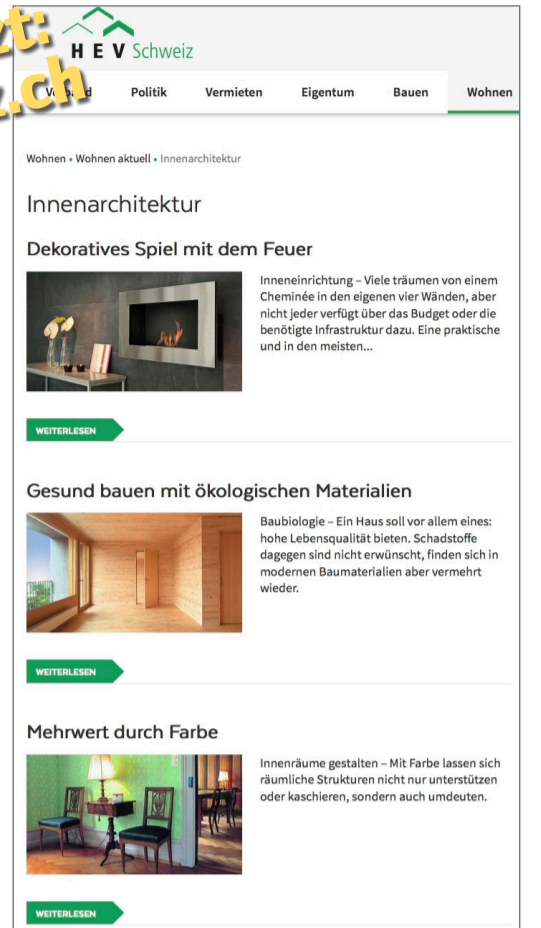 HEV Schweiz
Politik Vermieten Eigentum Bauen Wohnen
Wohnen • Wohnen aktuell • Innenarchitektur
Innenarchitektur
Dekoratives Spiel mit dem Feuer
Inneneinrichtung – Viele träumen von einem
Cheminée in den eigenen vier Wänden, aber
nicht jeder verfügt über das Budget oder die
benötigte Infrastruktur dazu. Eine praktische
und in den meisten...
WEITERLESEN
Gesund bauen mit ökologischen Materialien
Baubiologie – Ein Haus soll vor allem eines:
hohe Lebensqualität bieten. Schadstoffe
dagegen sind nicht erwünscht, finden sich in
modernen Baumaterialien aber vermehrt
wieder.
WEITERLESEN
Mehrwert durch Farbe
Innenräume gestalten – Mit Farbe lassen sich
räumliche Strukturen nicht nur unterstützen
oder kaschieren, sondern auch umdeuten.
WEITERLESEN